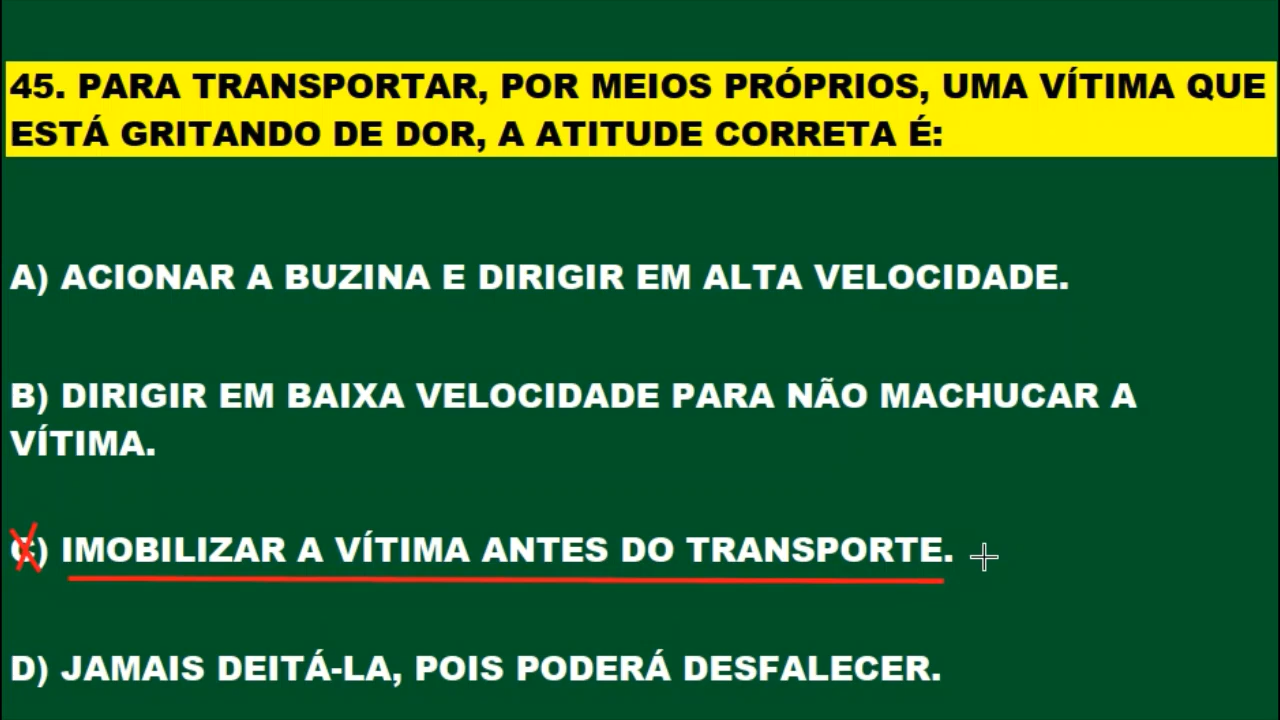 45. PARA TRANSPORTAR, POR MEIOS PRÓPRIOS, UMA VÍTIMA QUE
ESTÁ GRITANDO DE DOR, A ATITUDE CORRETA É:
A) ACIONAR A BUZINA E DIRIGIR EM ALTA VELOCIDADE.
B) DIRIGIR EM BAIXA VELOCIDADE PARA NÃO MACHUCAR A
VÍTIMA.
C) IMOBILIZAR A VÍTIMA ANTES DO TRANSPORTE.
D) JAMAIS DEITÁ-LA, POIS PODERÁ DESFALECER.